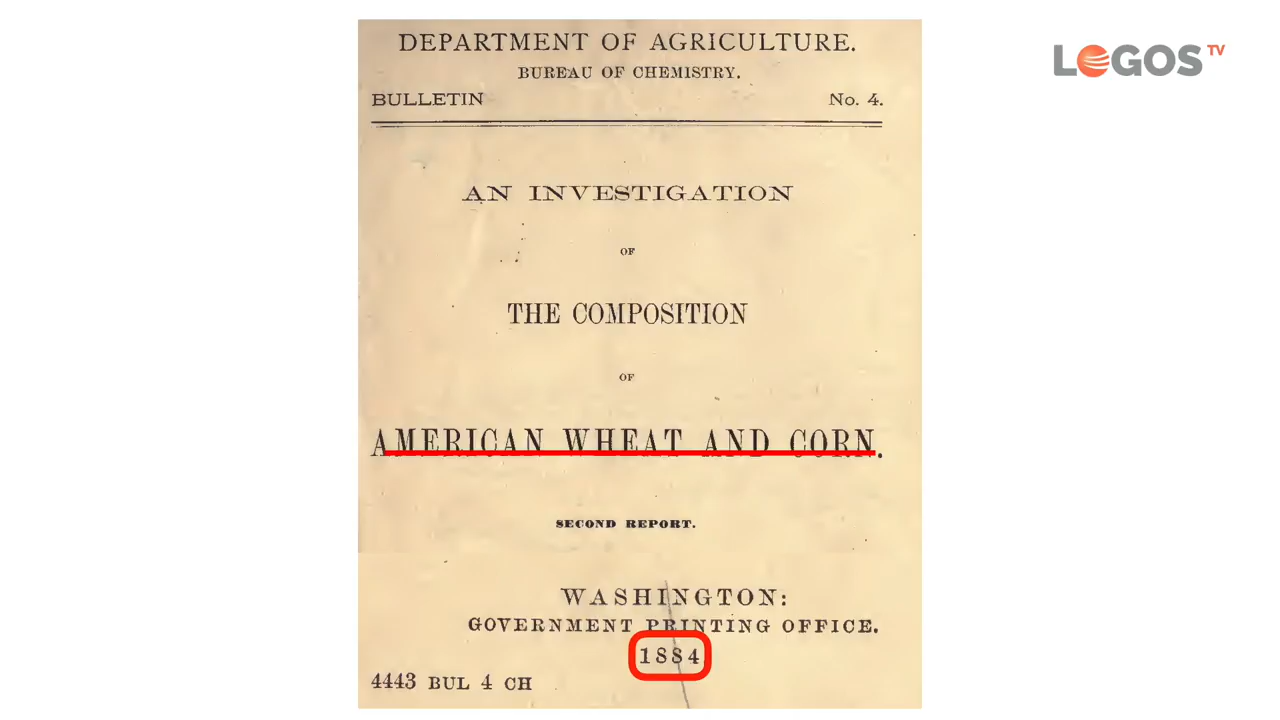 DEPARTMENT OF AGRICULTURE.
LOGOS TV
BUREAU OF CHEMISTRY.
BULLETIN No. 4.
AN INVESTIGATION
OF
THE COMPOSITION
OF
AMERICAN WHEAT AND CORN.
SECOND REPORT.
WASHINGTON:
GOVERNMENT PRINTING OFFICE.
1884
4443 BUL 4 CH